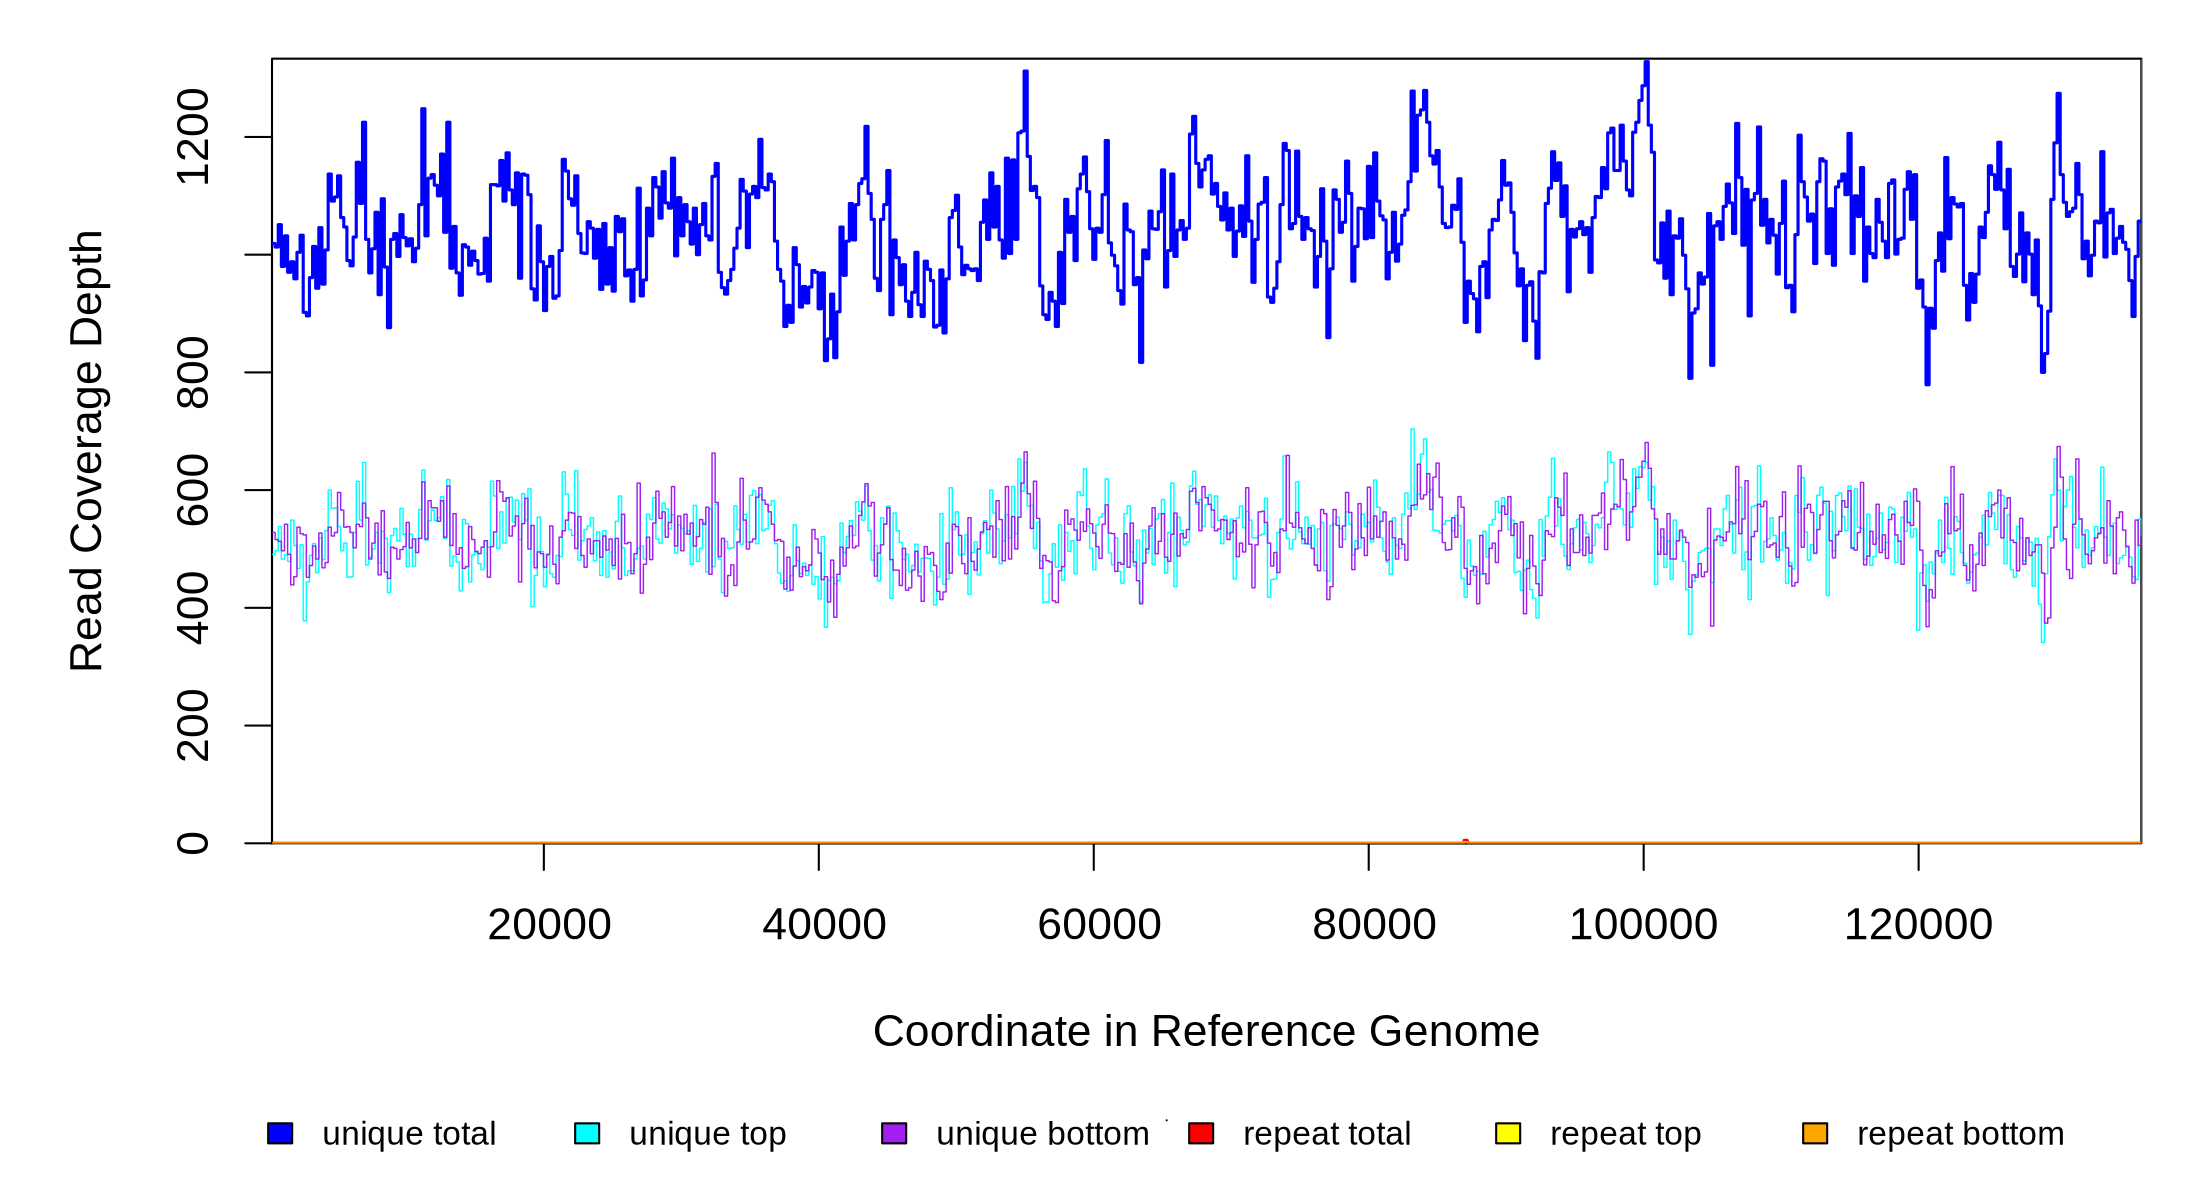 Read Coverage Depth
1200
800
600
400
200
0
20000 40000 60000 80000 100000 120000
Coordinate in Reference Genome
unique total unique top unique bottom repeat total repeat top repeat bottom